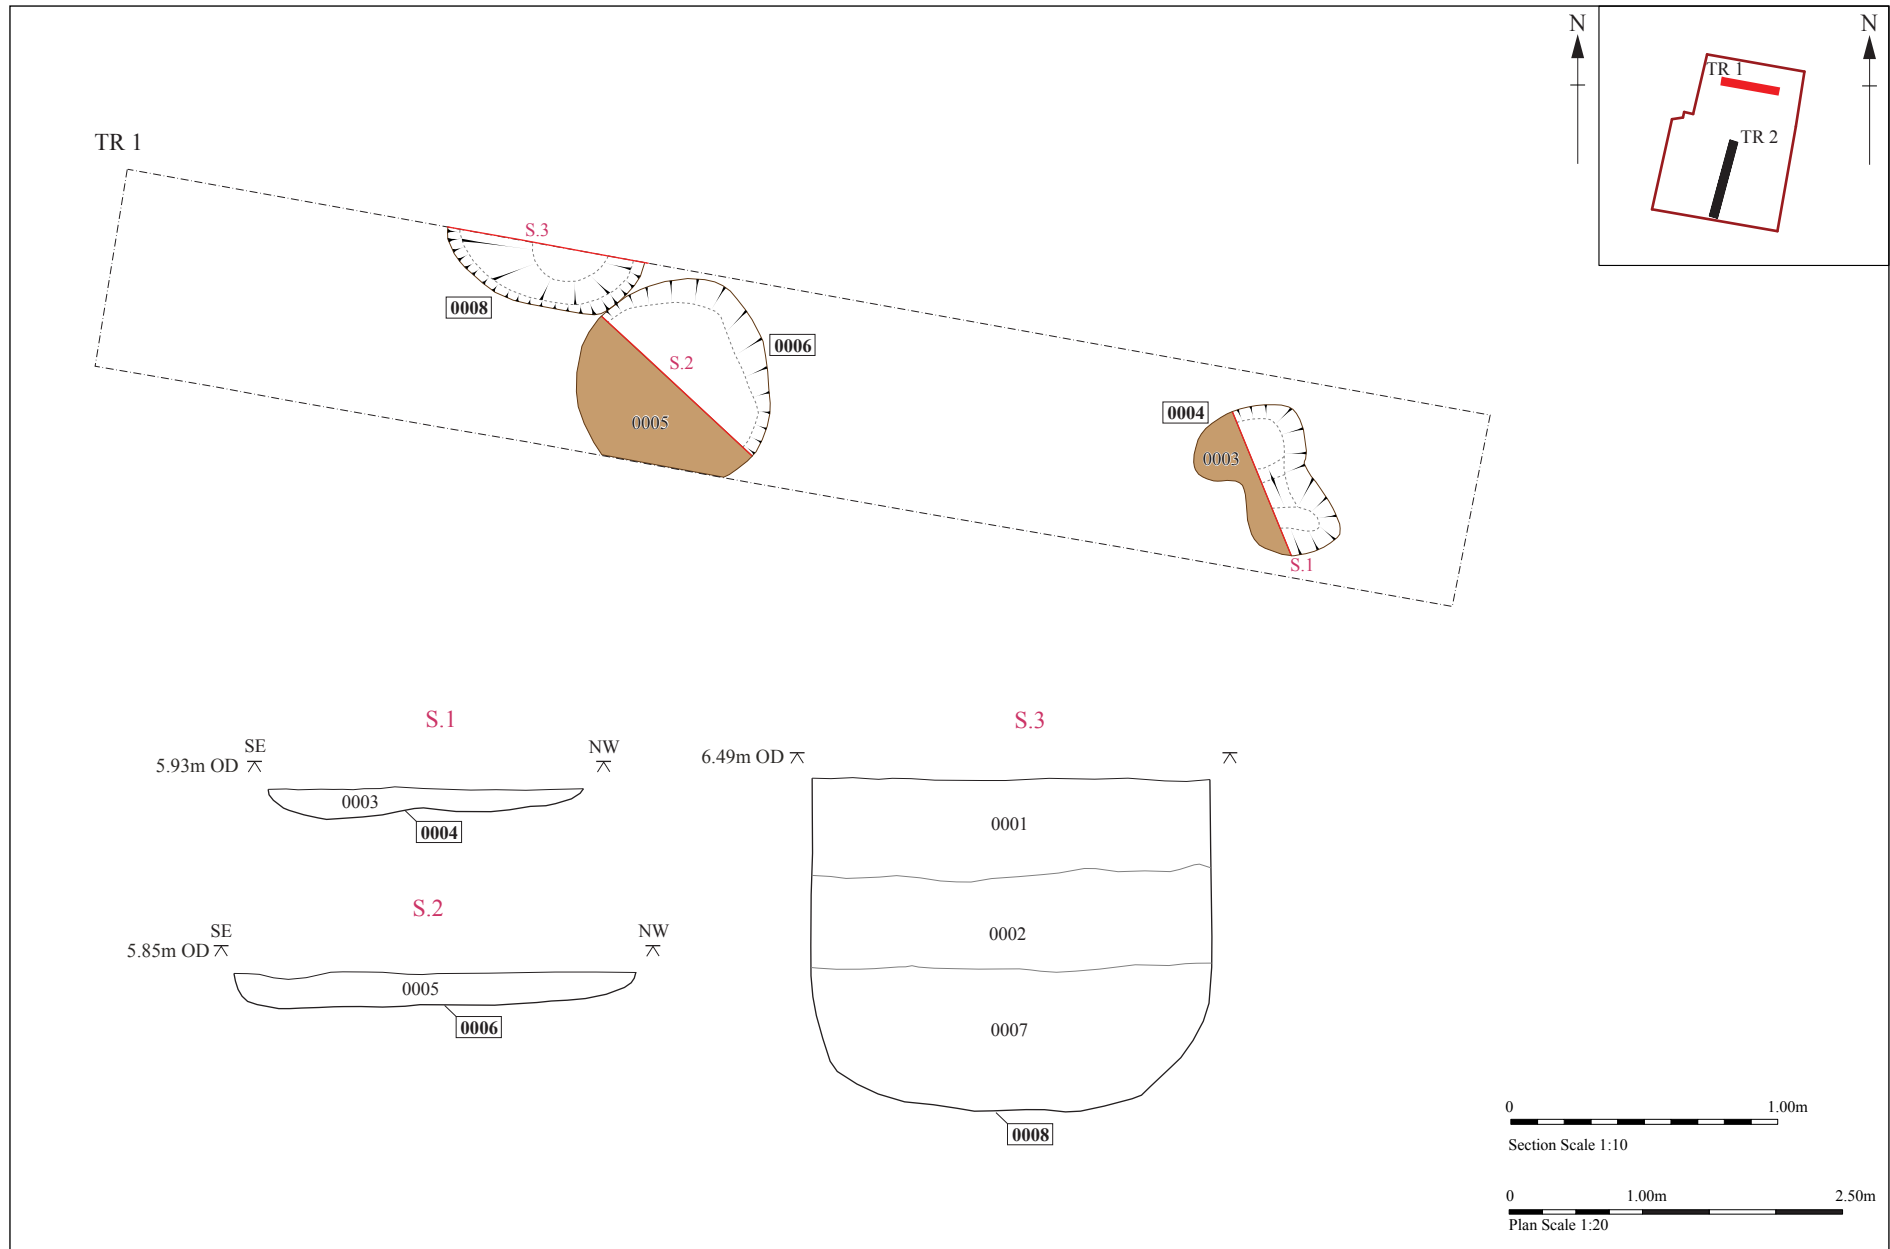 N
N
TR 1
TR 2
TR 1
S.3
0008
0006
S.2
0005
0004
0003
S.1
S.1
SE
NW
5.93m OD
0003
0004
S.2
SE
NW
5.85m OD
0005
0006
S.3
6.49m OD
0001
0002
0007
0008
0 1.00m
Section Scale 1:10
0 1.00m 2.50m
Plan Scale 1:20